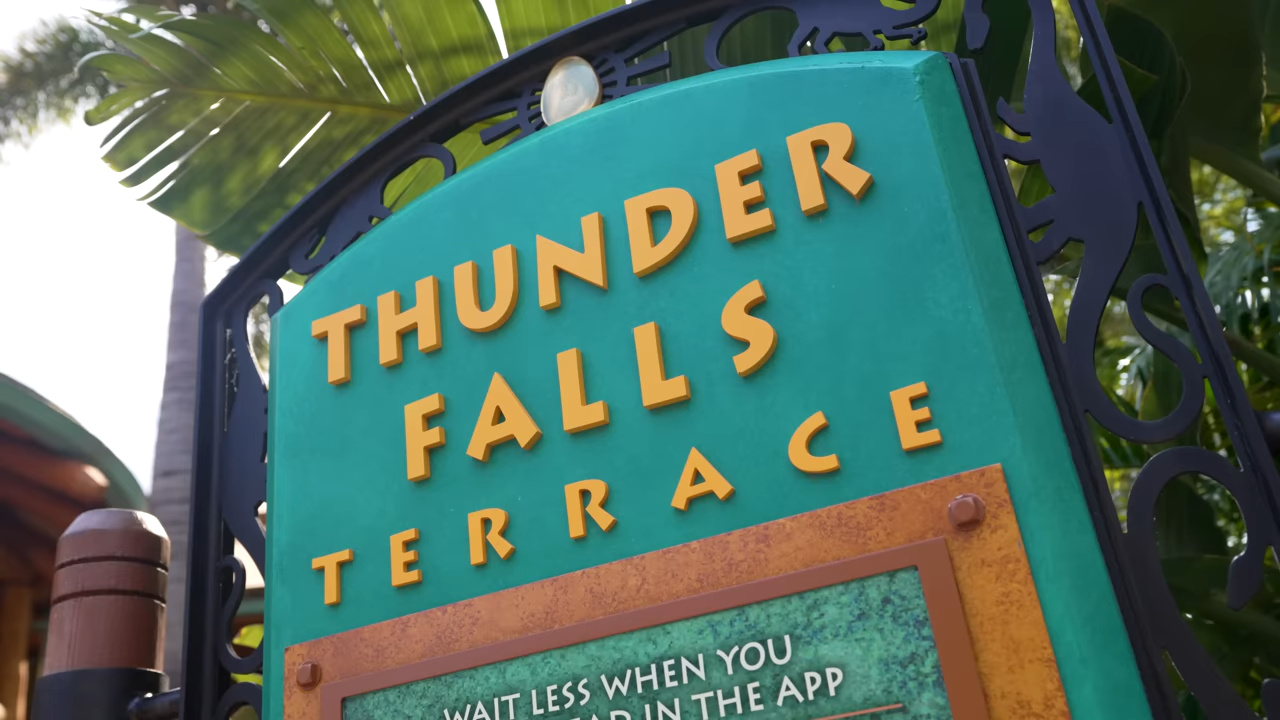 THUNDER
FALLS
TERRACE
WAIT LESS WHEN YOU
IN THE APP